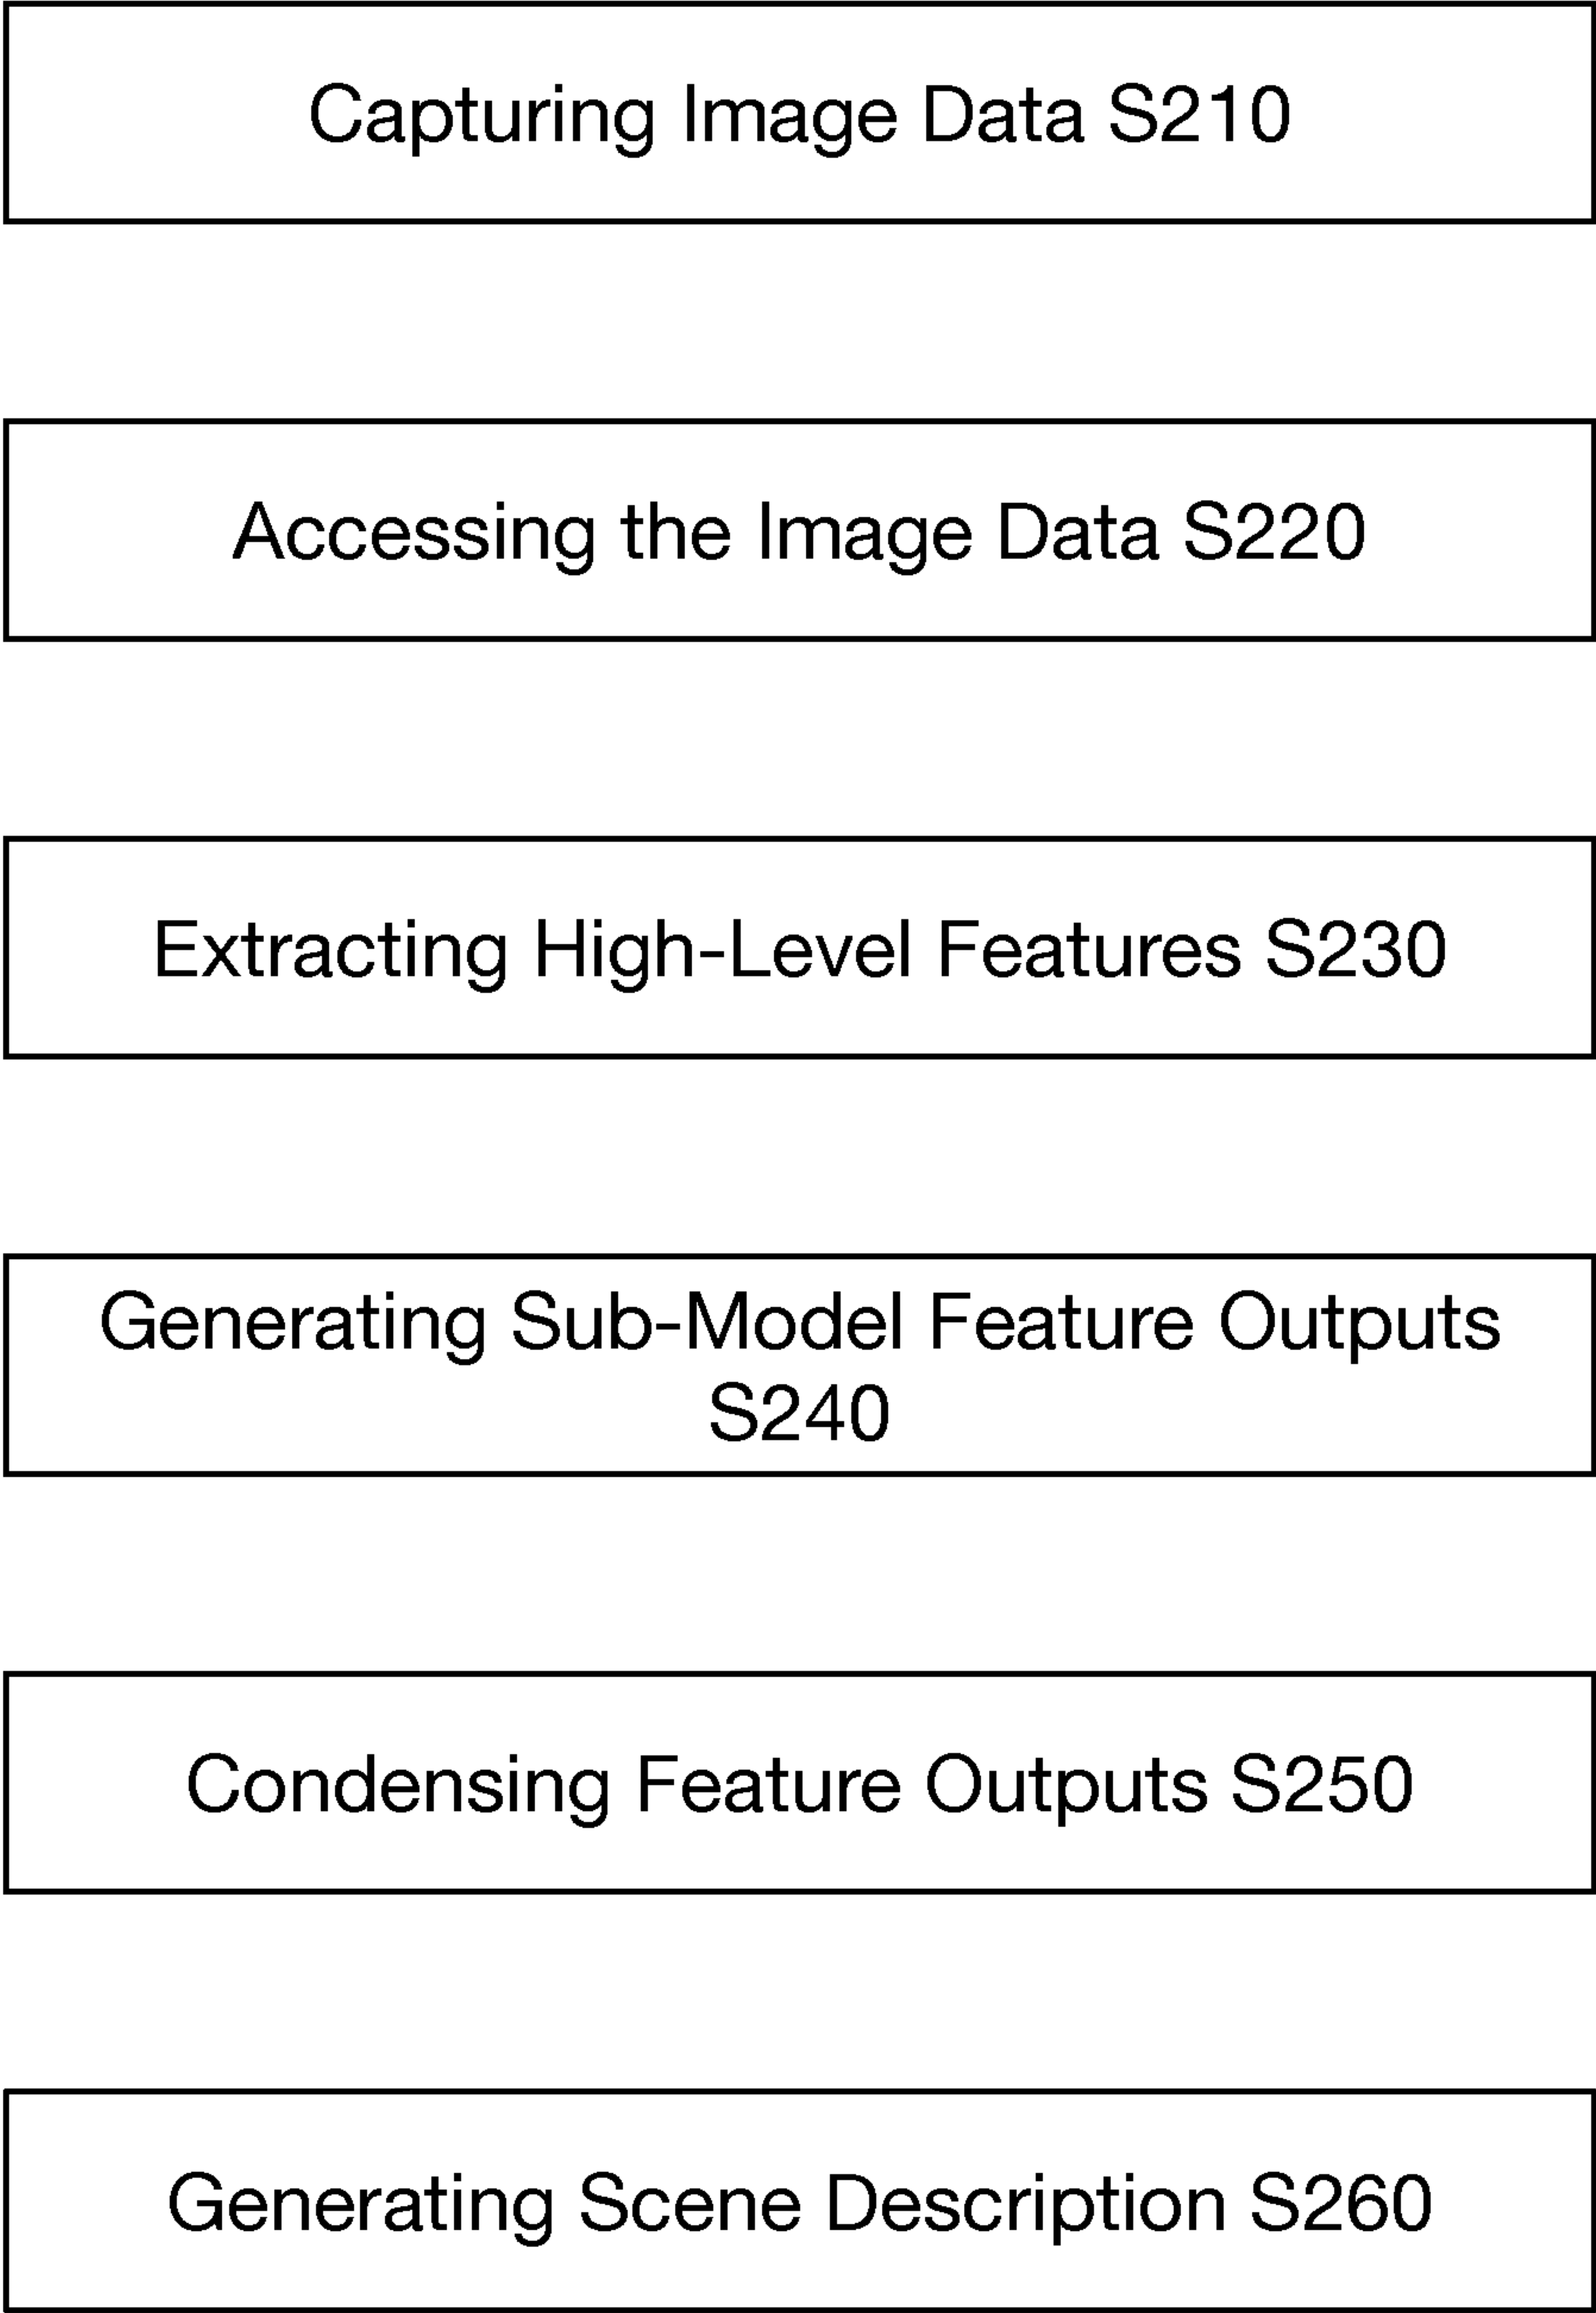 Capturing Image Data S210
Accessing the Image Data S220
Extracting High-Level Features S230
Generating Sub-Model Feature Outputs
S240
Condensing Feature Outputs S250
Generating Scene Description S260